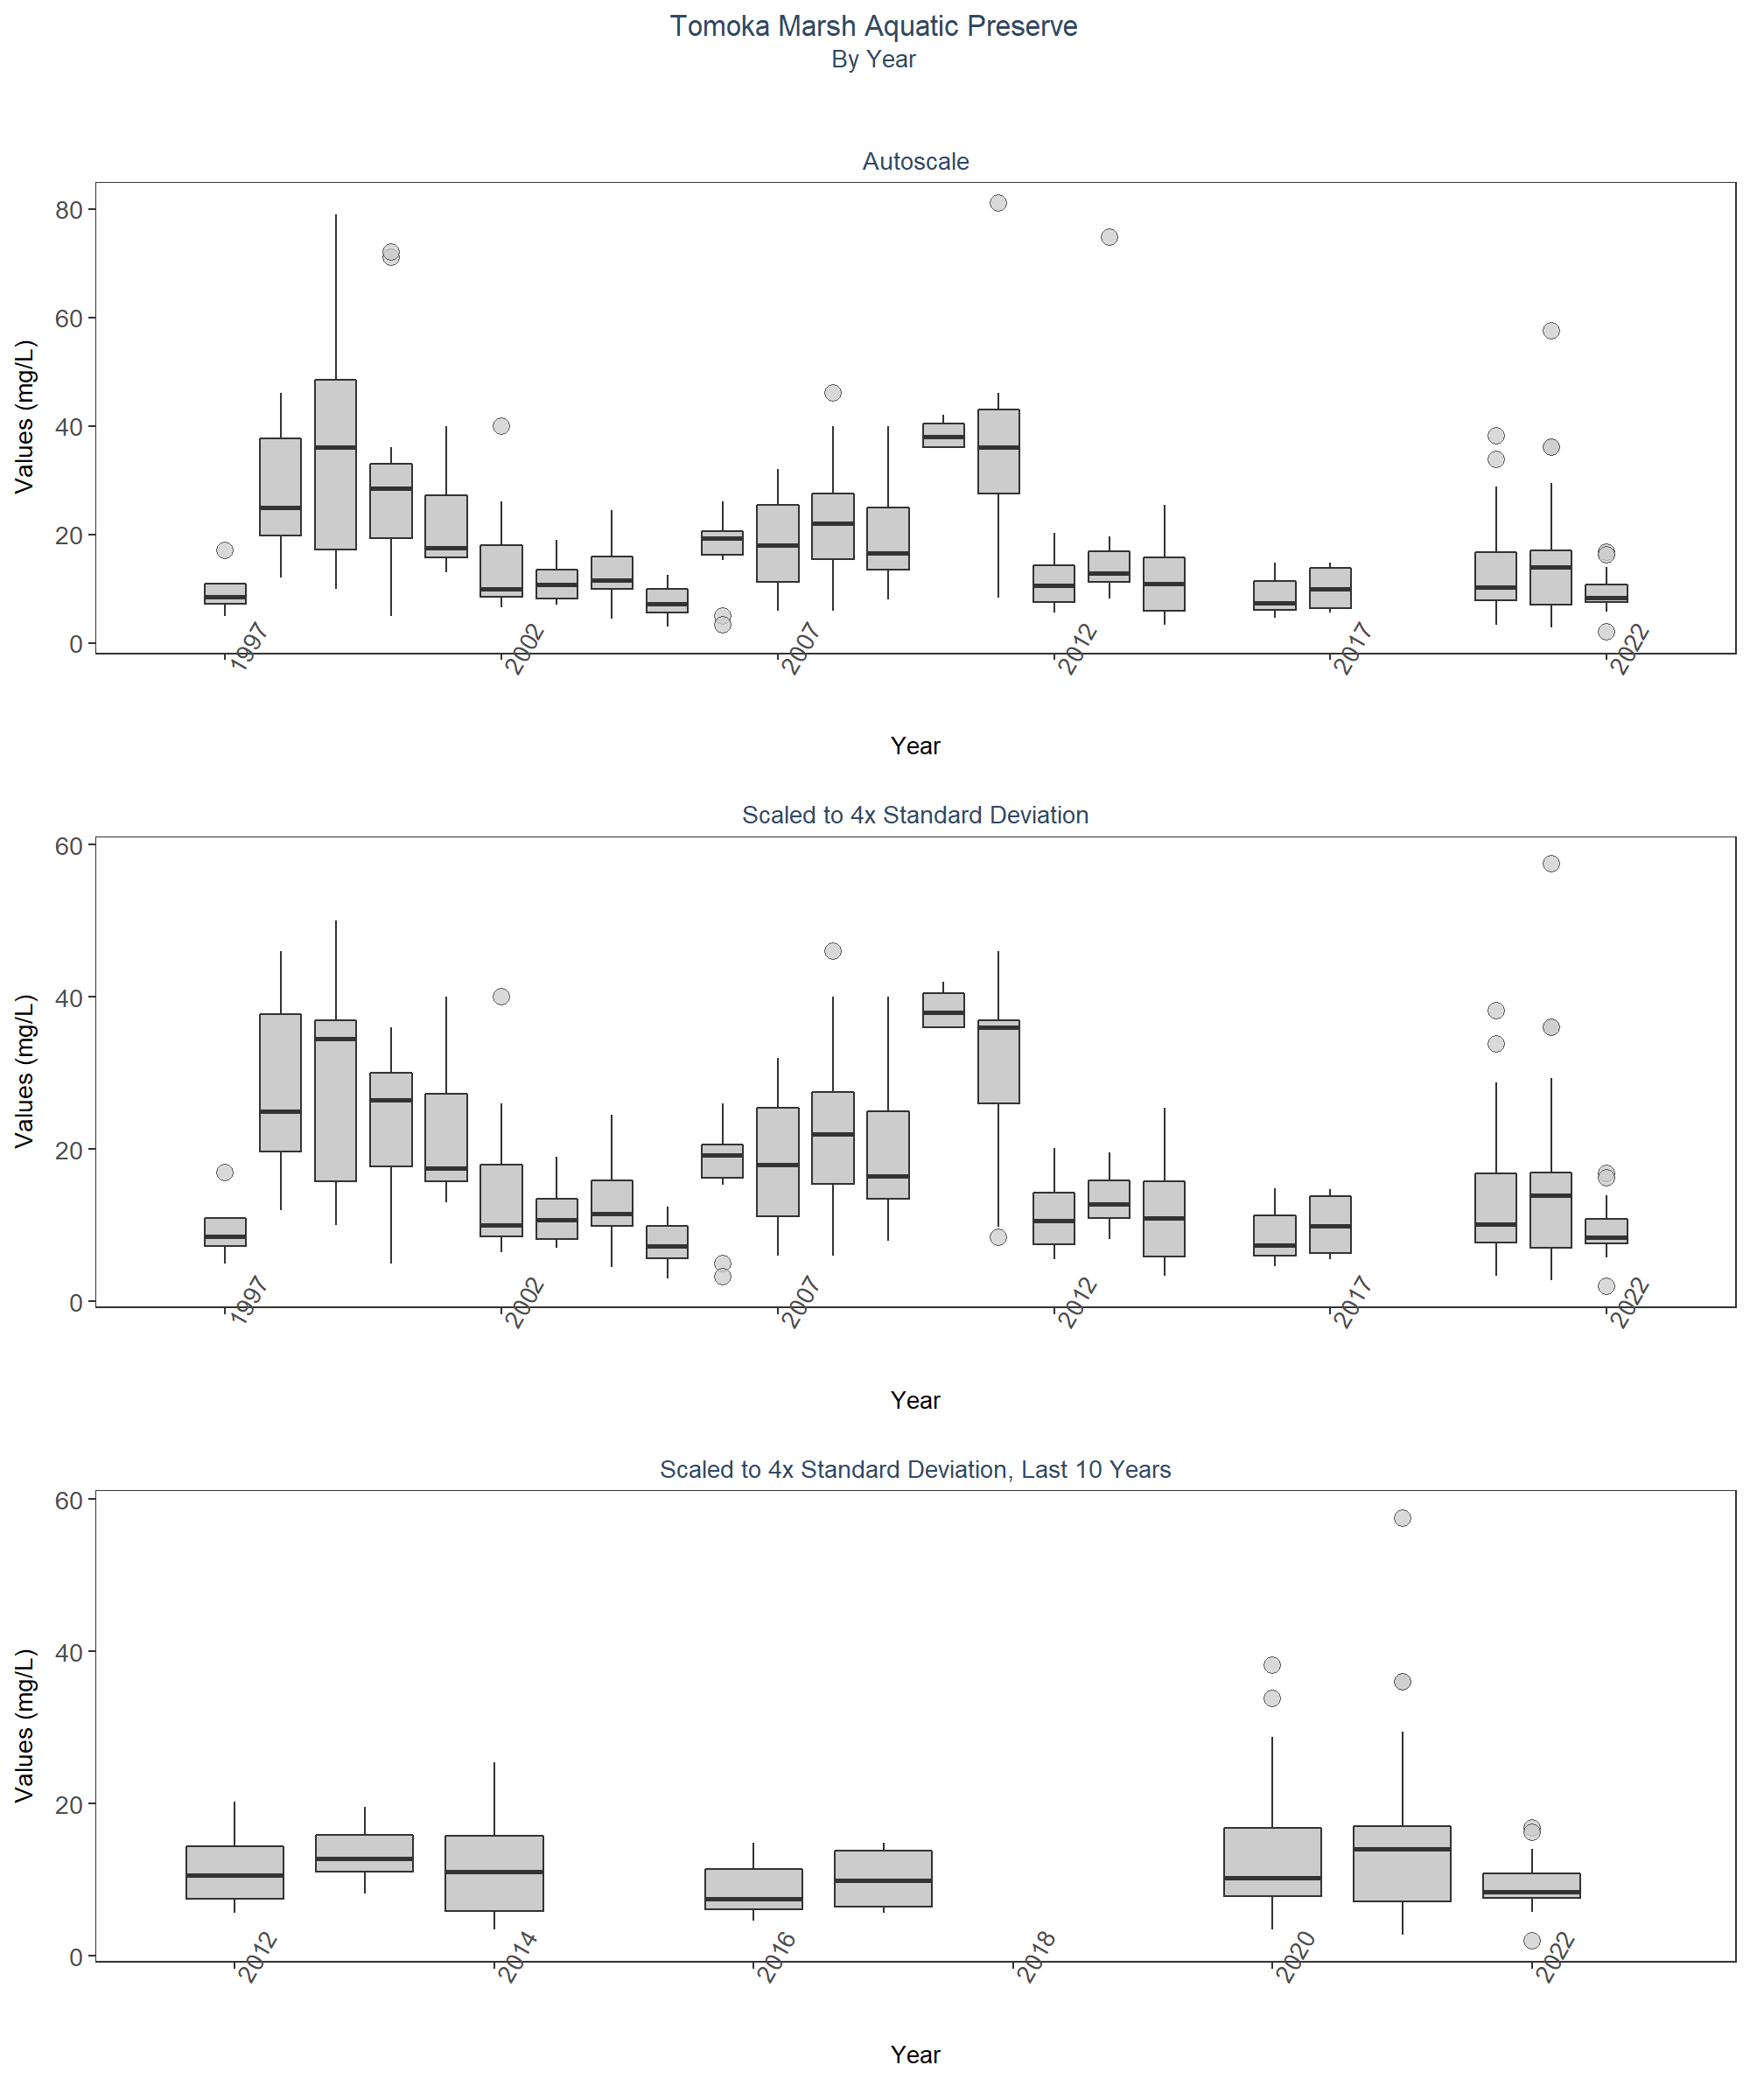 Tomoka Marsh Aquatic Preserve
By Year
Autoscale
Values (mg/L)
80
60
40
20
0
1997 2002 2007 2012 2017 2022
Year
Scaled to 4x Standard Deviation
Values (mg/L)
60
40
20
0
1997 2002 2007 2012 2017 2022
Year
Scaled to 4x Standard Deviation, Last 10 Years
Values (mg/L)
60
40
20
0
2012 2014 2016 2018 2020 2022
Year